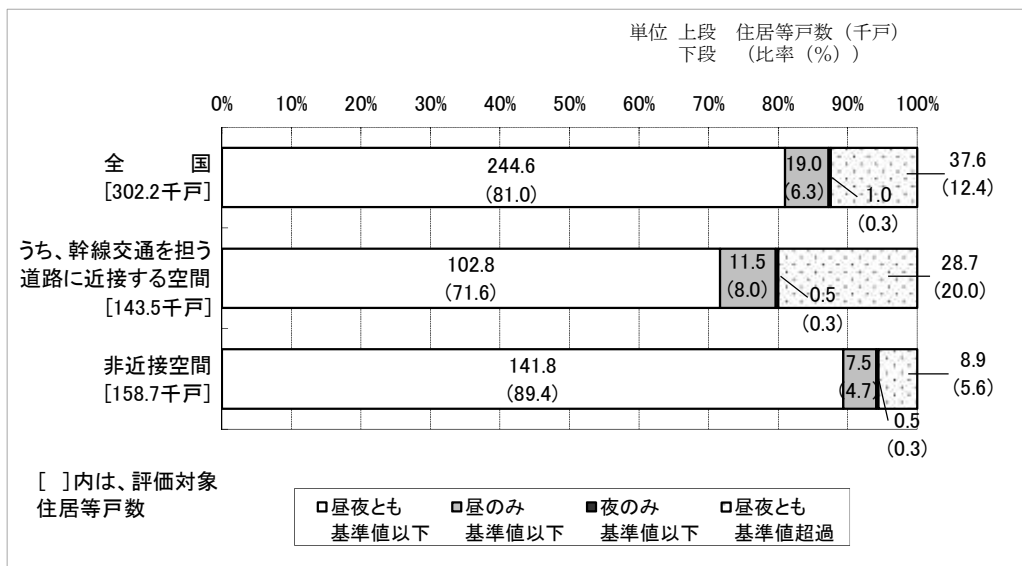 単位 上段 住居等戸数（千戸）
下段 （比率（％））
0% 10% 20% 30% 40% 50% 60% 70% 80% 90% 100%
全 国
[302.2千戸]
244.6
(81.0)
19.0
(6.3)
1.0
(0.3)
37.6
(12.4)
うち、幹線交通を担う
道路に近接する空間
[143.5千戸]
102.8
(71.6)
11.5
(8.0)
0.5
(0.3)
28.7
(20.0)
非近接空間
[158.7千戸]
141.8
(89.4)
7.5
(4.7)
0.5
(0.3)
8.9
(5.6)
[ ]内は、評価対象
住居等戸数
昼夜とも
基準値以下
昼のみ
基準値以下
夜のみ
基準値以下
昼夜とも
基準値超過